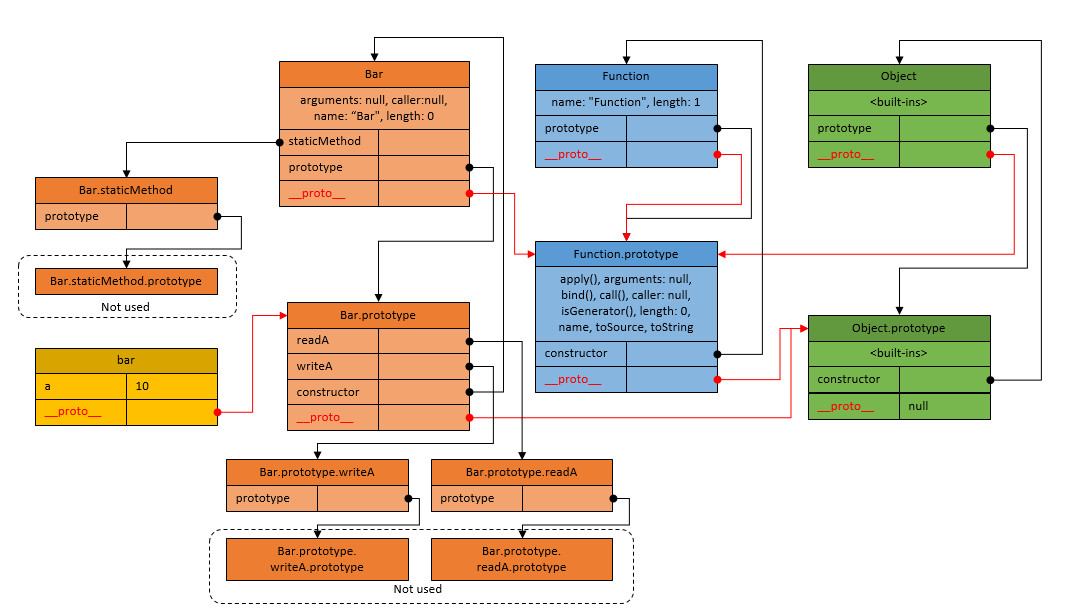 Bar
arguments: null, caller:null,
name: “Bar", length: 0
staticMethod
prototype
__proto__
Function
name: "Function", length: 1
prototype
__proto__
Object
<built-ins>
prototype
__proto__
Bar.staticMethod
prototype
Bar.staticMethod.prototype
Not used
Function.prototype
apply(), arguments: null,
bind(), call(), caller: null,
isGenerator(), length: 0,
name, toSource, toString
constructor
__proto__
Bar.prototype
readA
writeA
constructor
__proto__
Object.prototype
<built-ins>
constructor
__proto__ null
bar
a 10
__proto__
Bar.prototype.writeA
prototype
Bar.prototype.readA
prototype
Bar.prototype.
writeA.prototype
Bar.prototype.
readA.prototype
Not used